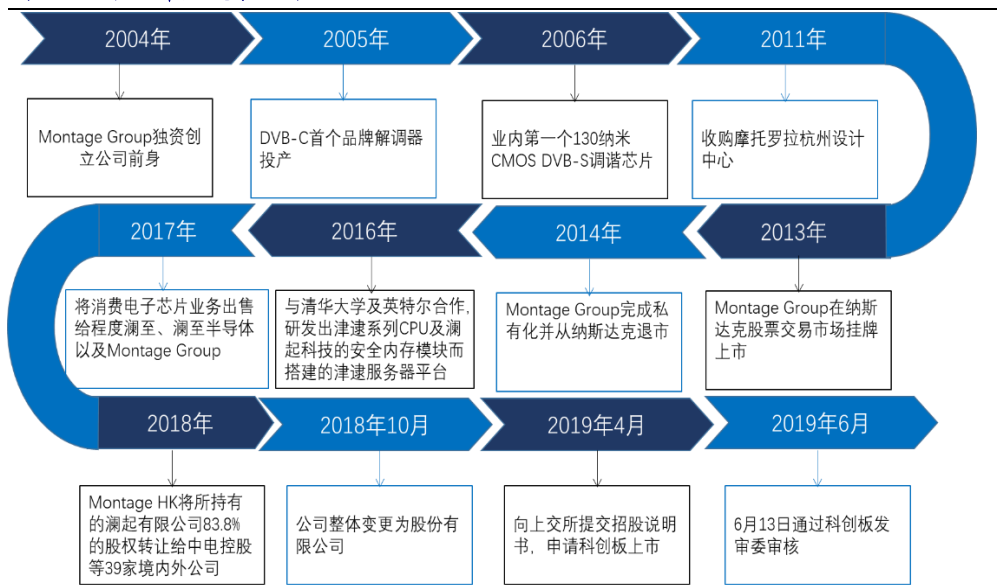 2004年
2005年
2006年
2011年
Montage Group独资创
立公司前身
DVB-C首个品牌解调器
投产
业内第一个130纳米
CMOS DVB-S调谐芯片
收购摩托罗拉杭州设计
中心
2017年
2016年
2014年
2013年
将消费电子芯片业务出售
给程度澜至、澜至半导体
以及Montage Group
与清华大学及英特尔合作,
研发出津逮系列CPU及澜
起科技的安全内存模块而
搭建的津逮服务器平台
Montage Group完成私
有化并从纳斯达克退市
Montage Group在纳斯
达克股票交易市场挂牌
上市
2018年
2018年10月
2019年4月
2019年6月
Montage HK将所持有
的澜起有限公司83.8%
的股权转让给中电控股
等39家境内外公司
公司整体变更为股份有
限公司
向上交所提交招股说明
书，申请科创板上市
6月13日通过科创板发
审委审核